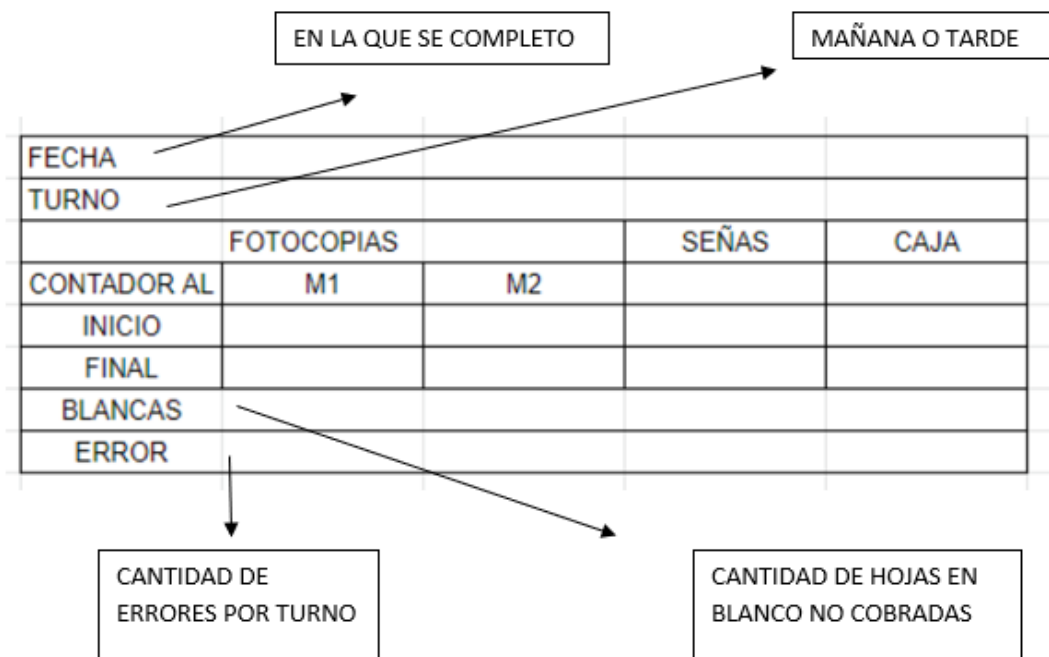 EN LA QUE SE COMPLETO
MAÑANA O TARDE
FECHA
TURNO
FOTOCOPIAS SEÑAS CAJA
CONTADOR AL M1 M2
INICIO
FINAL
BLANCAS
ERROR
CANTIDAD DE
ERRORES POR TURNO
CANTIDAD DE HOJAS EN
BLANCO NO COBRADAS